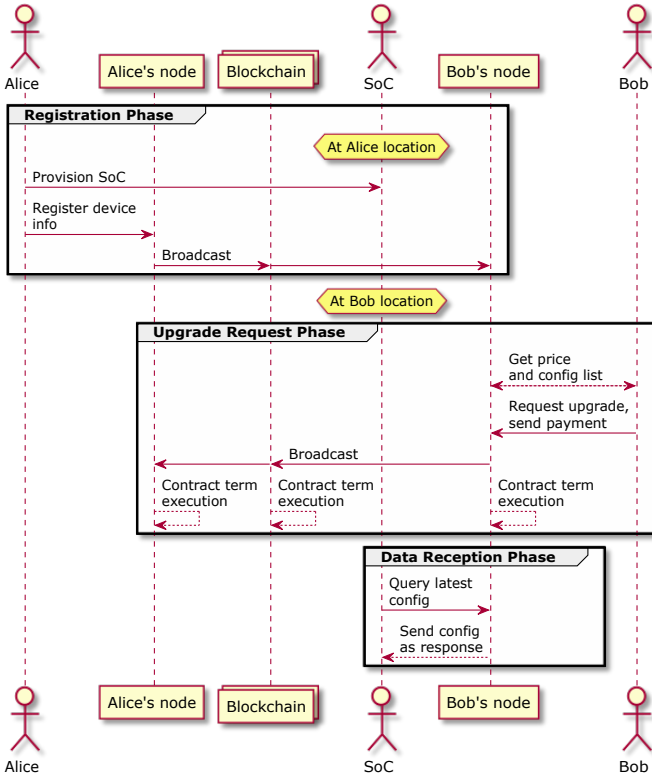 Alice
Alice's node
Blockchain
SoC
Bob's node
Bob
Registration Phase
At Alice location
Provision SoC
Register device
info
Broadcast
At Bob location
Upgrade Request Phase
Get price
and config list
Request upgrade,
send payment
Broadcast
Contract term
execution
Contract term
execution
Contract term
execution
Data Reception Phase
Query latest
config
Send config
as response
Alice
Alice's node
Blockchain
SoC
Bob's node
Bob